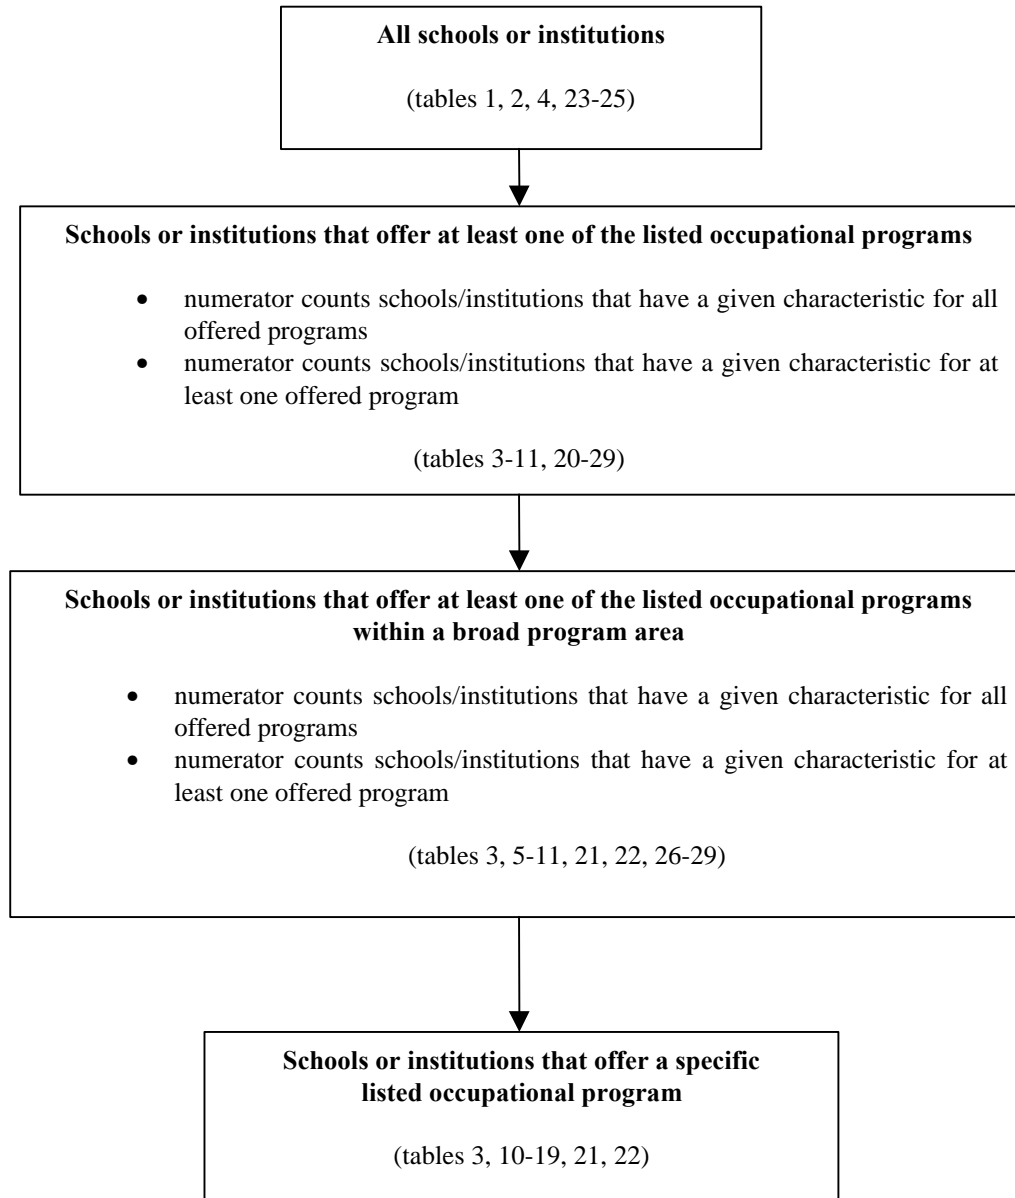 All schools or institutions
(tables 1, 2, 4, 23-25)
Schools or institutions that offer at least one of the listed occupational programs
• numerator counts schools/institutions that have a given characteristic for all
offered programs
• numerator counts schools/institutions that have a given characteristic for at
least one offered program
(tables 3-11, 20-29)
Schools or institutions that offer at least one of the listed occupational programs
within a broad program area
• numerator counts schools/institutions that have a given characteristic for all
offered programs
• numerator counts schools/institutions that have a given characteristic for at
least one offered program
(tables 3, 5-11, 21, 22, 26-29)
Schools or institutions that offer a specific
listed occupational program
(tables 3, 10-19, 21, 22)